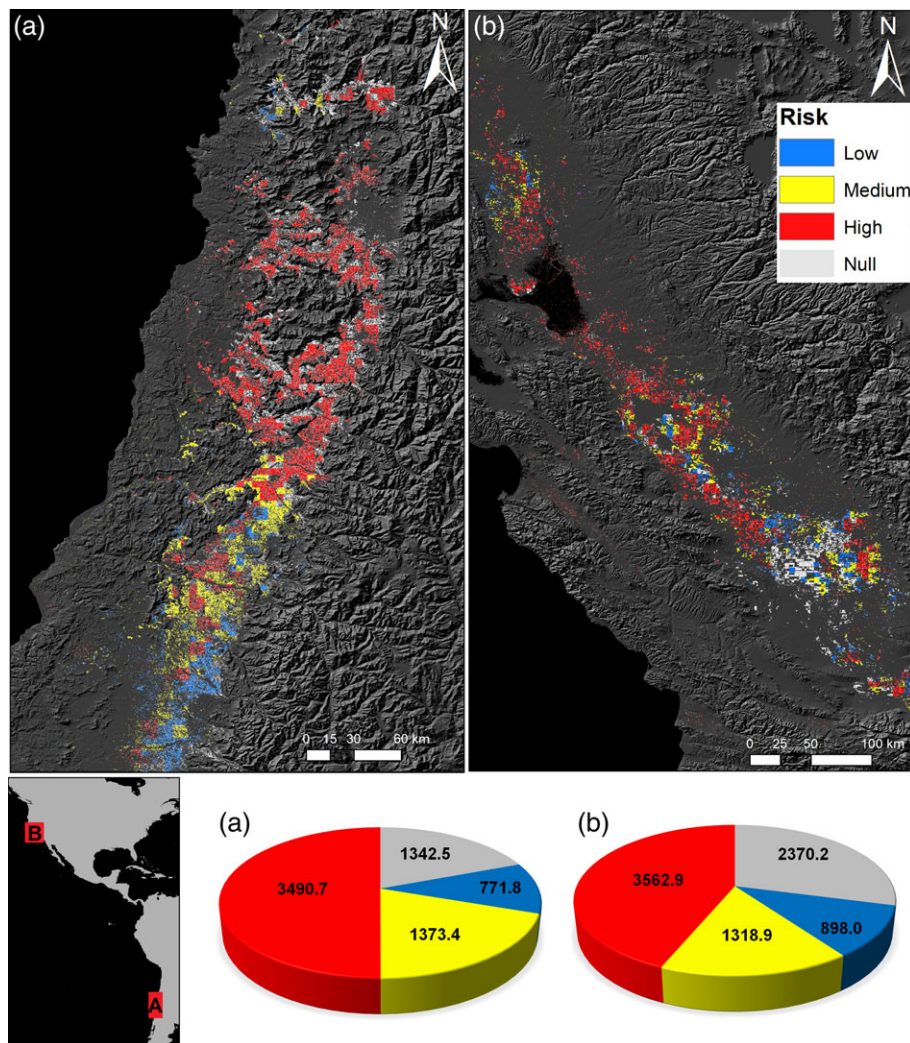 (a)
N
(b)
N
Risk
Low
Medium
High
Null
0 15 30 60 km
0 25 50 100 km
B
A
(a)
1342.5
3490.7
771.8
1373.4
(b)
2370.2
3562.9
898.0
1318.9